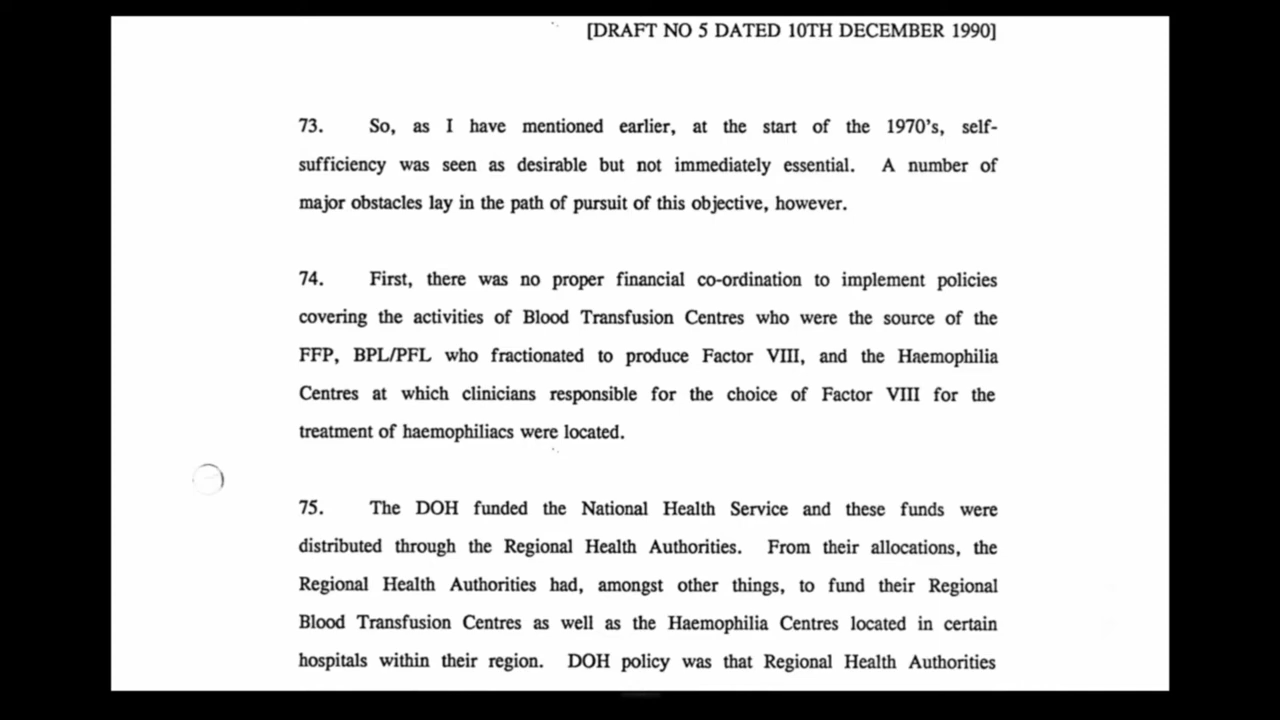 [DRAFT NO 5 DATED 10TH DECEMBER 1990]
73. So, as I have mentioned earlier, at the start of the 1970's, self-
sufficiency was seen as desirable but not immediately essential. A number of
major obstacles lay in the path of pursuit of this objective, however.
74. First, there was no proper financial co-ordination to implement policies
covering the activities of Blood Transfusion Centres who were the source of the
FFP, BPL/PFL who fractionated to produce Factor VIII, and the Haemophilia
Centres at which clinicians responsible for the choice of Factor VIII for the
treatment of haemophiliacs were located.
75. The DOH funded the National Health Service and these funds were
distributed through the Regional Health Authorities. From their allocations, the
Regional Health Authorities had, amongst other things, to fund their Regional
Blood Transfusion Centres as well as the Haemophilia Centres located in certain
hospitals within their region. DOH policy was that Regional Health Authorities